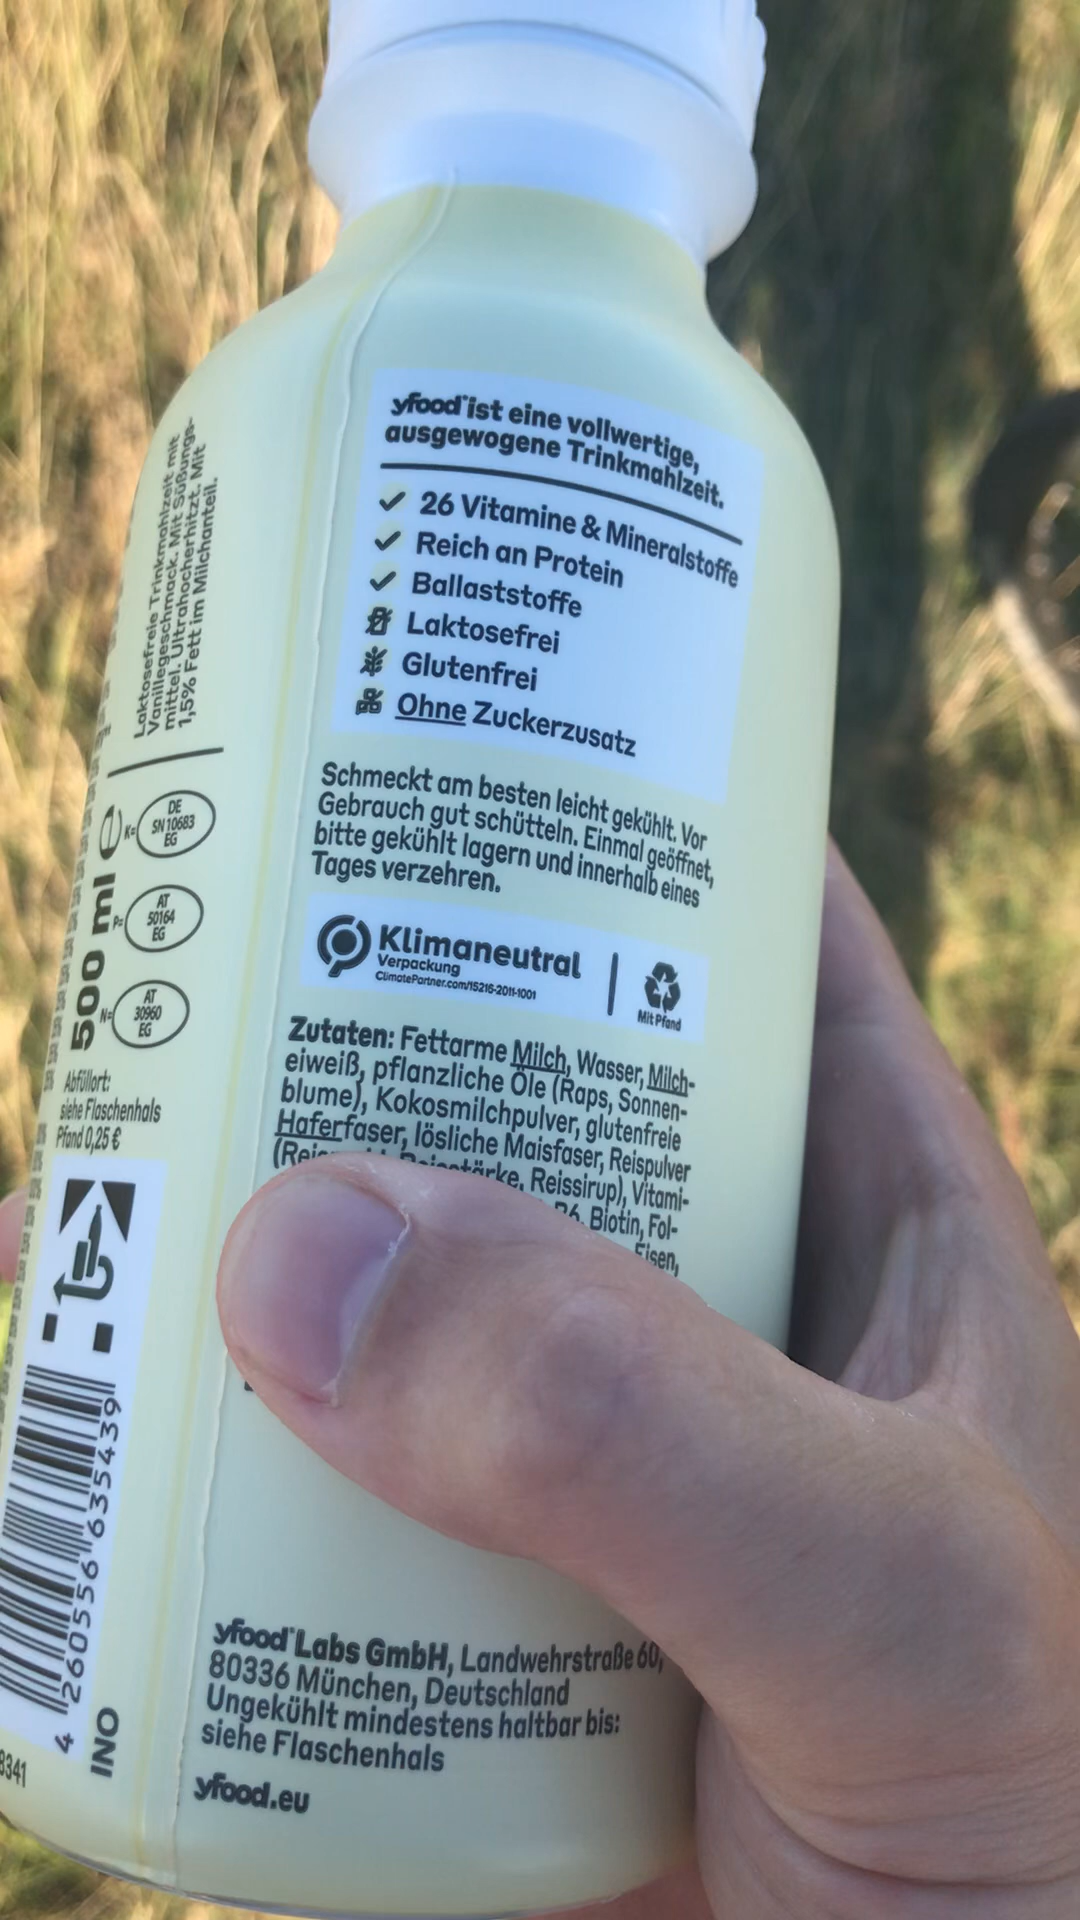 yfood ist eine vollwertige,
ausgewogene Trinkmahlzeit.
26 Vitamine & Mineralstoffe
Reich an Protein
Ballaststoffe
Laktosefrei
Glutenfrei
Ohne Zuckerzusatz
Schmeckt am besten leicht gekühlt. Vor
Gebrauch gut schütteln. Einmal geöffnet,
bitte gekühlt lagern und innerhalb eines
Tages verzehren.
Klimaneutral
Verpackung
ClimatePartner.com/15216-2011-1001
Mit Pfand
Zutaten: Fettarme Milch, Wasser, Milch-
eiweiß, pflanzliche Öle (Raps, Sonnen-
blume), Kokosmilchpulver, glutenfreie
Haferfaser, lösliche Maisfaser, Reispulver
Reissirup), Vitami-
B6, Biotin, Fol-
Eisen,
yfood Labs GmbH, Landwehrstraße 60,
80336 München, Deutschland
Ungekühlt mindestens haltbar bis:
siehe Flaschenhals
yfood.eu
Laktosefreie Trinkmahlzeit mit
Vanillegeschmack. Mit Süßungs-
mittel. Ultrahocherhitzt. Mit
1,5% Fett im Milchanteil.
500 ml e
K=
DE
SN 10683
EG
P=
AT
50164
EG
N=
AT
30960
EG
Abfüllort:
siehe Flaschenhals
Pfand 0,25 €
4 260556 635439
INO
8341